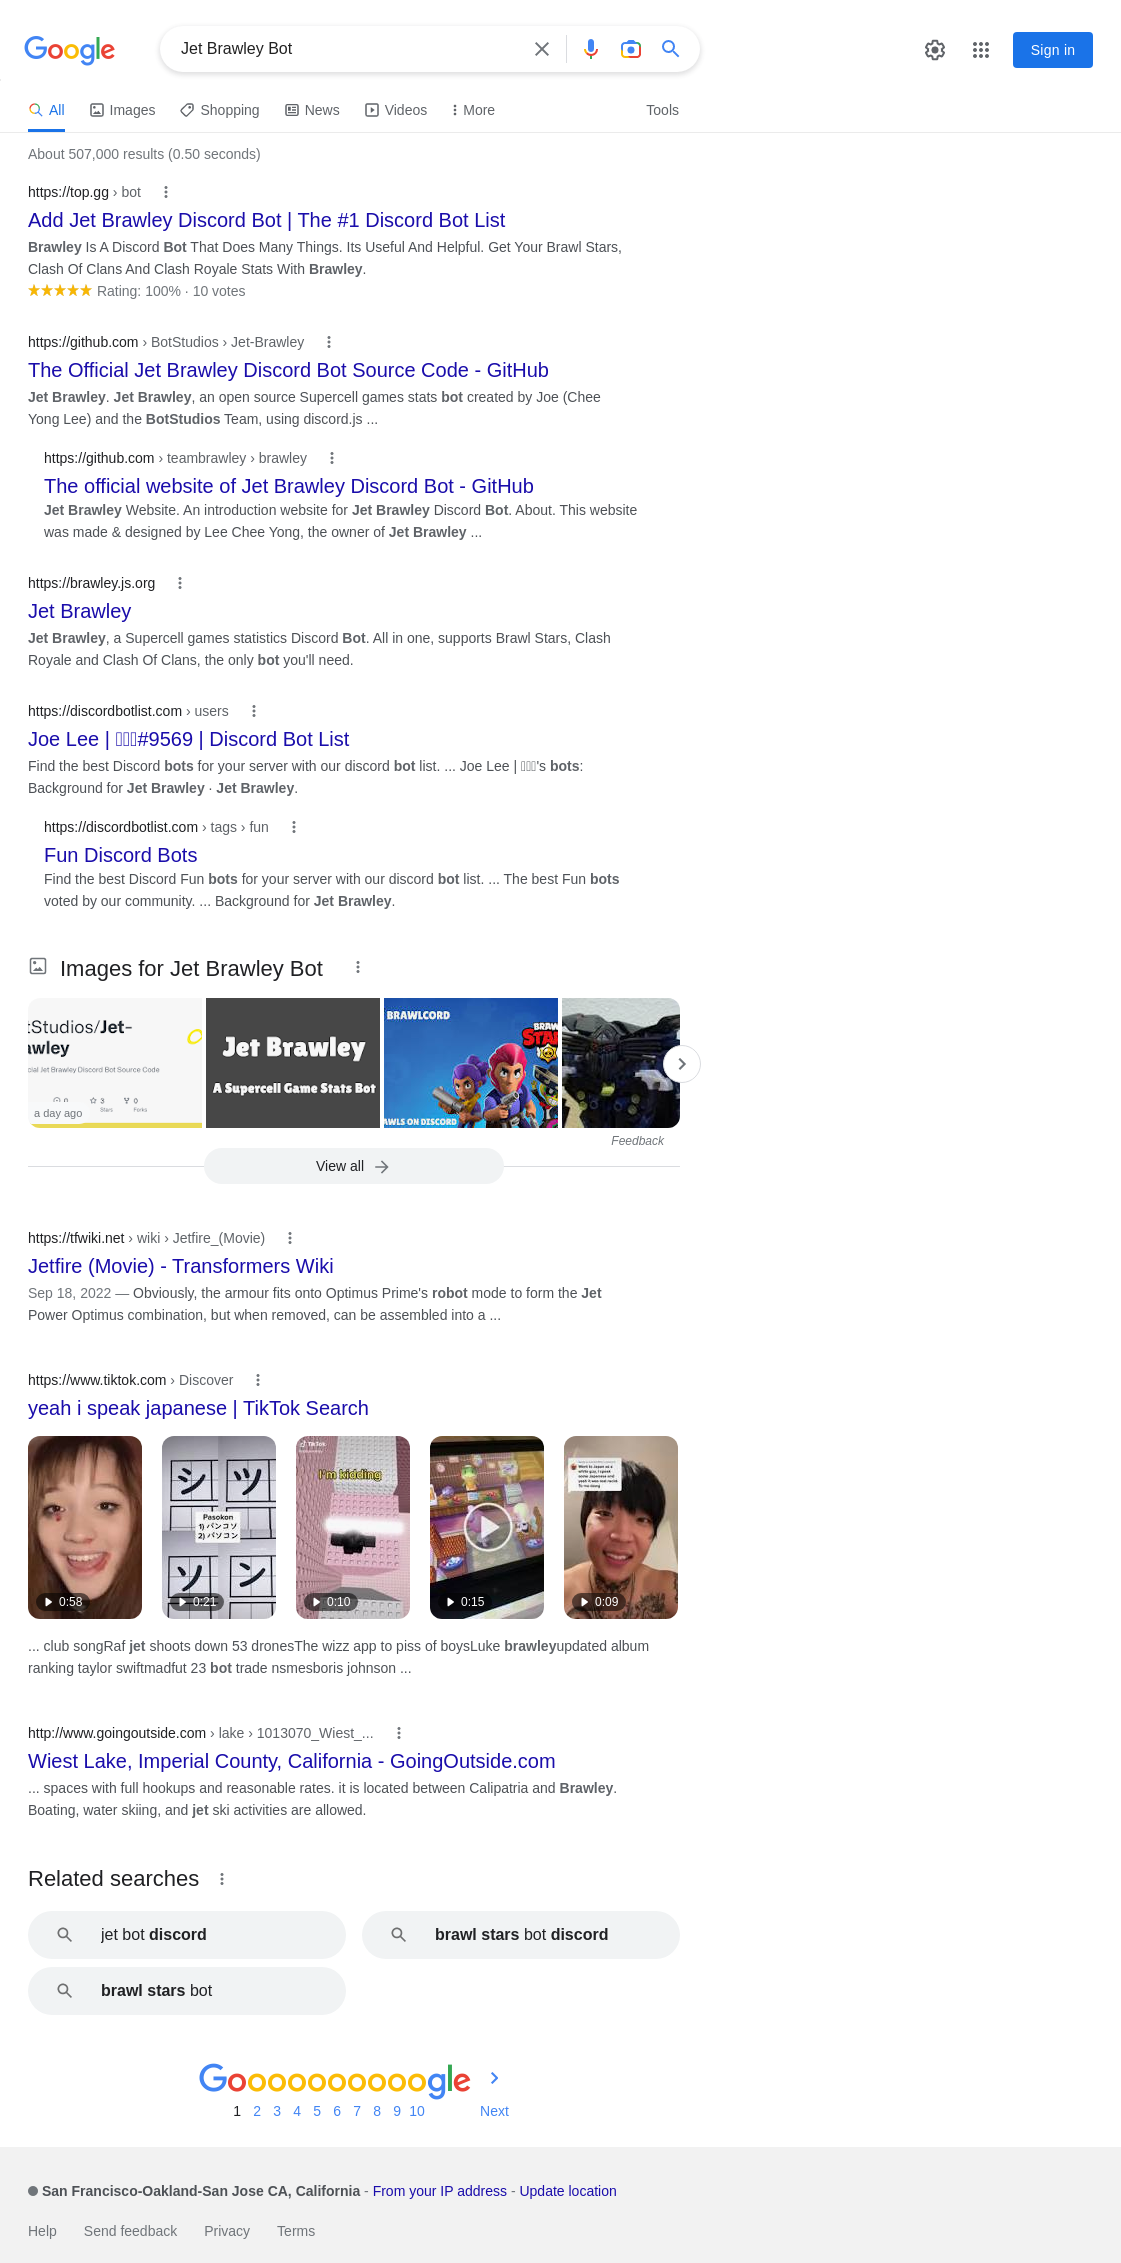 Google
Jet Brawley Bot
Sign in
All
Images
Shopping
News
Videos
More
Tools
About 507,000 results (0.50 seconds)
https://top.gg › bot
Add Jet Brawley Discord Bot | The #1 Discord Bot List
Brawley Is A Discord Bot That Does Many Things. Its Useful And Helpful. Get Your Brawl Stars,
Clash Of Clans And Clash Royale Stats With Brawley.
Rating: 100% · 10 votes
https://github.com › BotStudios › Jet-Brawley
The Official Jet Brawley Discord Bot Source Code - GitHub
Jet Brawley. Jet Brawley, an open source Supercell games stats bot created by Joe (Chee
Yong Lee) and the BotStudios Team, using discord.js ...
https://github.com › teambrawley › brawley
The official website of Jet Brawley Discord Bot - GitHub
Jet Brawley Website. An introduction website for Jet Brawley Discord Bot. About. This website
was made & designed by Lee Chee Yong, the owner of Jet Brawley ...
https://brawley.js.org
Jet Brawley
Jet Brawley, a Supercell games statistics Discord Bot. All in one, supports Brawl Stars, Clash
Royale and Clash Of Clans, the only bot you'll need.
https://discordbotlist.com › users
Joe Lee | #9569 | Discord Bot List
Find the best Discord bots for your server with our discord bot list. ... Joe Lee | 's bots:
Background for Jet Brawley · Jet Brawley.
https://discordbotlist.com › tags › fun
Fun Discord Bots
Find the best Discord Fun bots for your server with our discord bot list. ... The best Fun bots
voted by our community. ... Background for Jet Brawley.
Images for Jet Brawley Bot
tStudios/Jet-
awley
cial Jet Brawley Discord Bot Source Code
0
3
0
Stars
Forks
a day ago
Jet Brawley
A Supercell Game Stats Bot
BRAWLCORD
BRAW
STA
AWLS ON DISCORD
Feedback
View all
https://tfwiki.net › wiki › Jetfire_(Movie)
Jetfire (Movie) - Transformers Wiki
Sep 18, 2022 — Obviously, the armour fits onto Optimus Prime's robot mode to form the Jet
Power Optimus combination, but when removed, can be assembled into a ...
https://www.tiktok.com › Discover
yeah i speak japanese | TikTok Search
0:58
シ ツ
Pasokon
1) パンコソ
2) パソコン
ソ ン
0:21
TikTok
I'm kidding
0:10
0:15
0:09
... club songRaf jet shoots down 53 dronesThe wizz app to piss of boysLuke brawleyupdated album
ranking taylor swiftmadfut 23 bot trade nsmesboris johnson ...
http://www.goingoutside.com › lake › 1013070_Wiest_...
Wiest Lake, Imperial County, California - GoingOutside.com
... spaces with full hookups and reasonable rates. it is located between Calipatria and Brawley.
Boating, water skiing, and jet ski activities are allowed.
Related searches
jet bot discord
brawl stars bot discord
brawl stars bot
Goooooooooogle
1 2 3 4 5 6 7 8 9 10 Next
San Francisco-Oakland-San Jose CA, California - From your IP address - Update location
Help Send feedback Privacy Terms